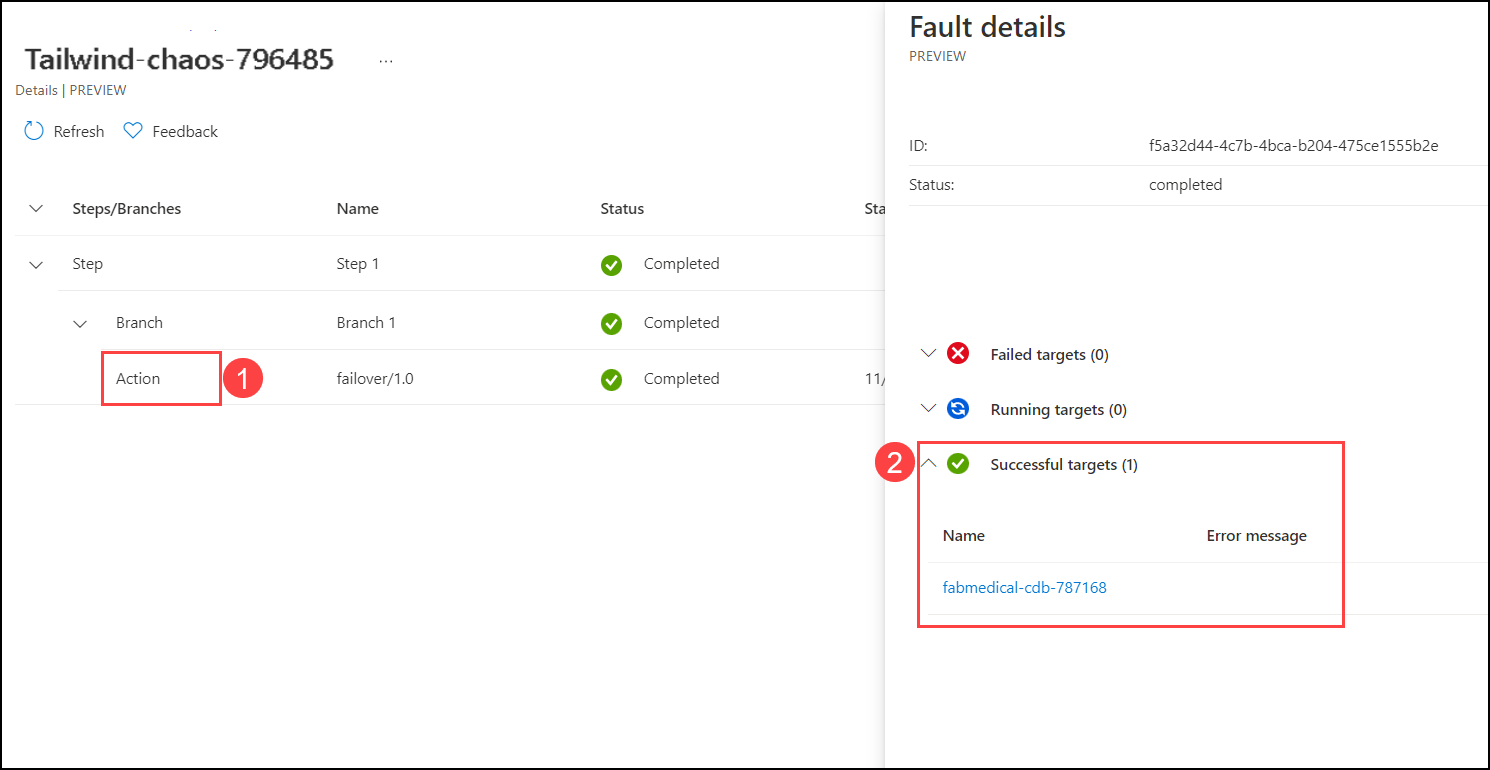 Tailwind-chaos-796485 ...
Details | PREVIEW
Refresh Feedback
Steps/Branches Name Status Sta
Step Step 1 Completed
Branch Branch 1 Completed
Action 1 failover/1.0 Completed 11/
Fault details
PREVIEW
ID: f5a32d44-4c7b-4bca-b204-475ce1555b2e
Status: completed
Failed targets (0)
Running targets (0)
2 Successful targets (1)
Name Error message
fabmedical-cdb-787168